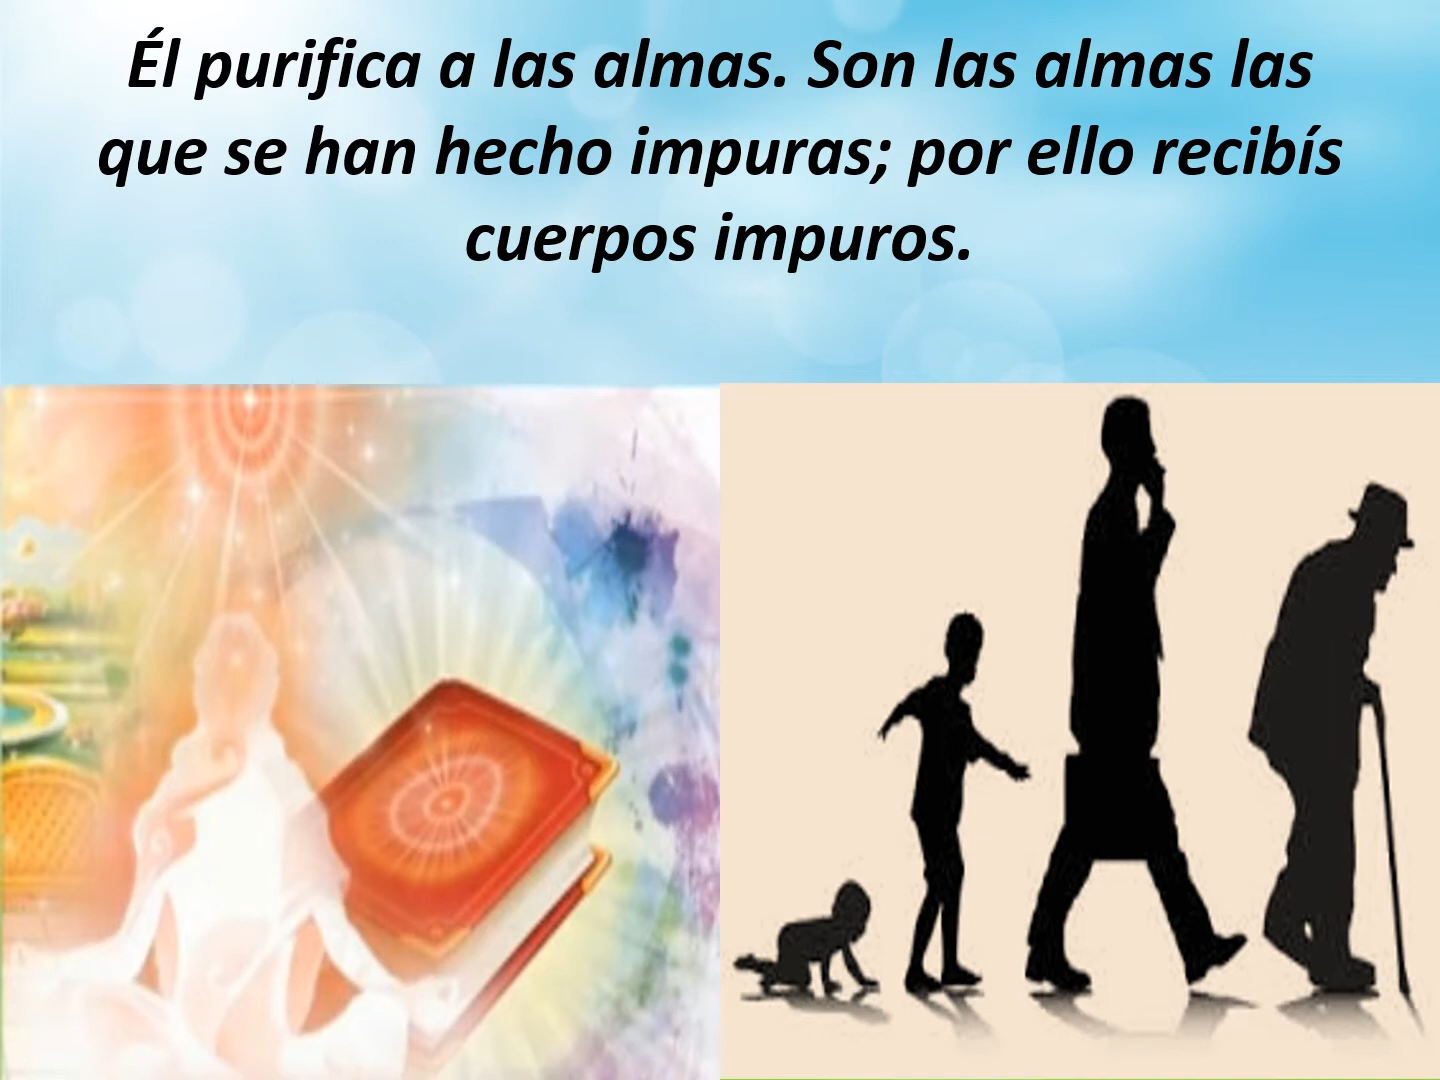 Él purifica a las almas. Son las almas las
que se han hecho impuras; por ello recibís
cuerpos impuros.